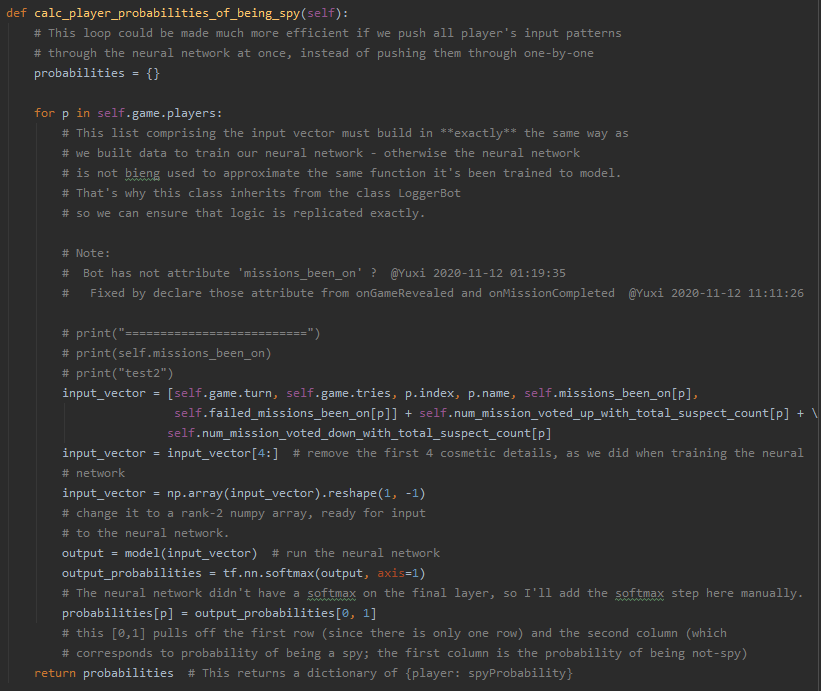 def calc_player_probabilities_of_being_spy(self):
    # This loop could be made much more efficient if we push all player's input patterns
    # through the neural network at once, instead of pushing them through one-by-one
    probabilities = {}
    for p in self.game.players:
        # This list comprising the input vector must build in **exactly** the same way as
        # we built data to train our neural network - otherwise the neural network
        # is not bieng used to approximate the same function it's been trained to model.
        # That's why this class inherits from the class LoggerBot
        # so we can ensure that logic is replicated exactly.
        # Note:
        #  Bot has not attribute 'missions_been_on' ?  @Yuxi 2020-11-12 01:19:35
        #   Fixed by declare those attribute from onGameRevealed and onMissionCompleted  @Yuxi 2020-11-12 11:11:26
        # print("==========================")
        # print(self.missions_been_on)
        # print("test2")
        input_vector = [self.game.turn, self.game.tries, p.index, p.name, self.missions_been_on[p],
                        self.failed_missions_been_on[p]] + self.num_mission_voted_up_with_total_suspect_count[p] + \
                       self.num_mission_voted_down_with_total_suspect_count[p]
        input_vector = input_vector[4:]  # remove the first 4 cosmetic details, as we did when training the neural
        # network
        input_vector = np.array(input_vector).reshape(1, -1)
        # change it to a rank-2 numpy array, ready for input
        # to the neural network.
        output = model(input_vector)  # run the neural network
        output_probabilities = tf.nn.softmax(output, axis=1)
        # The neural network didn't have a softmax on the final layer, so I'll add the softmax step here manually.
        probabilities[p] = output_probabilities[0, 1]
        # this [0,1] pulls off the first row (since there is only one row) and the second column (which
        # corresponds to probability of being a spy; the first column is the probability of being not-spy)
    return probabilities  # This returns a dictionary of {player: spyProbability}